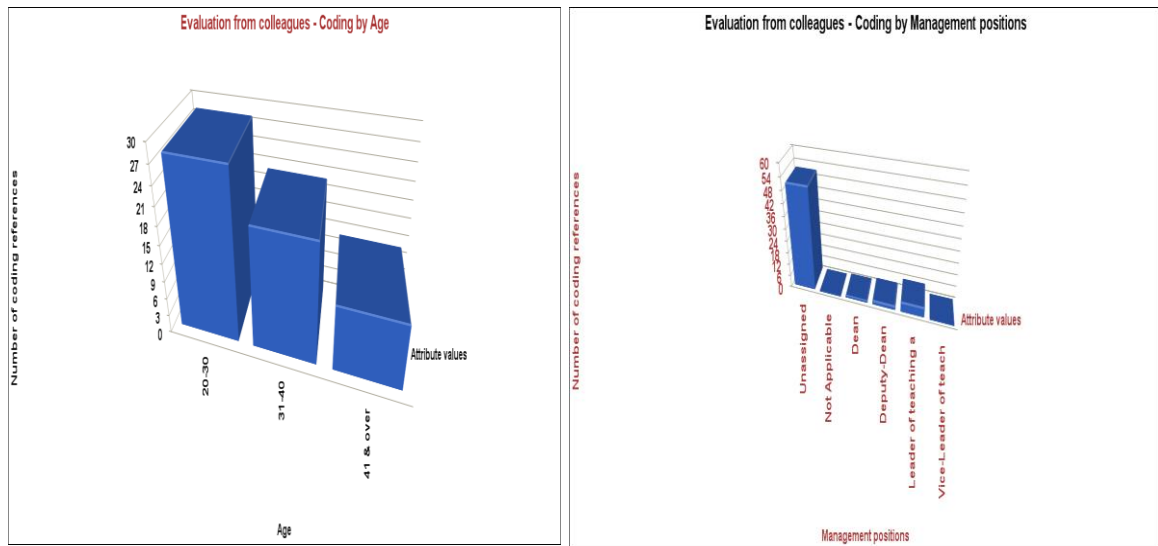 Evaluation from colleagues - Coding by Age
Number of coding references
30
27
24
21
18
15
12
9
6
3
0
20-30
31-40
41 & over
Attribute values
Age
Evaluation from colleagues - Coding by Management positions
Number of coding references
60
54
48
42
36
30
24
18
12
6
0
Unassigned
Not Applicable
Dean
Deputy-Dean
Leader of teaching a
Vice-Leader of teach
Attribute values
Management positions